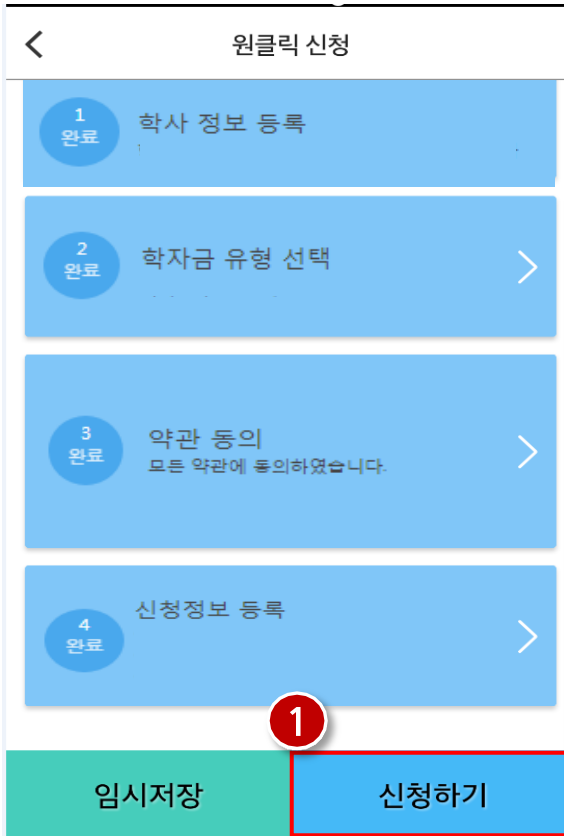 원클릭 신청
1
완료
학사 정보 등록
2
완료
학자금 유형 선택
3
완료
약관 동의
모든 약관에 동의하였습니다.
4
완료
신청정보 등록
1
임시저장
신청하기